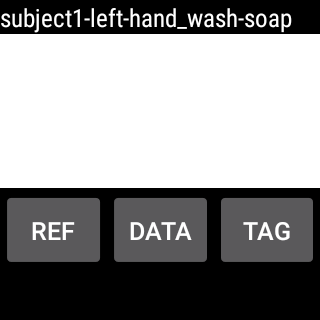 subject1-left-hand_wash-soap
REF
DATA
TAG